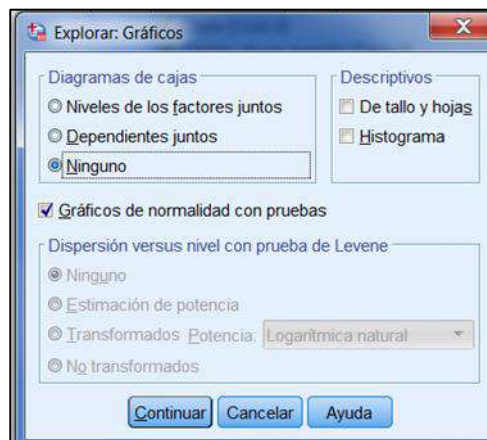 Explorar: Gráficos
Diagramas de cajas
Niveles de los factores juntos
Dependientes juntos
Ninguno
Descriptivos
De tallo y hojas
Histograma
Gráficos de normalidad con pruebas
Dispersión versus nivel con prueba de Levene
Ninguno
Estimación de potencia
Transformados Potencia: Logarítmica natural
No transformados
Continuar Cancelar Ayuda